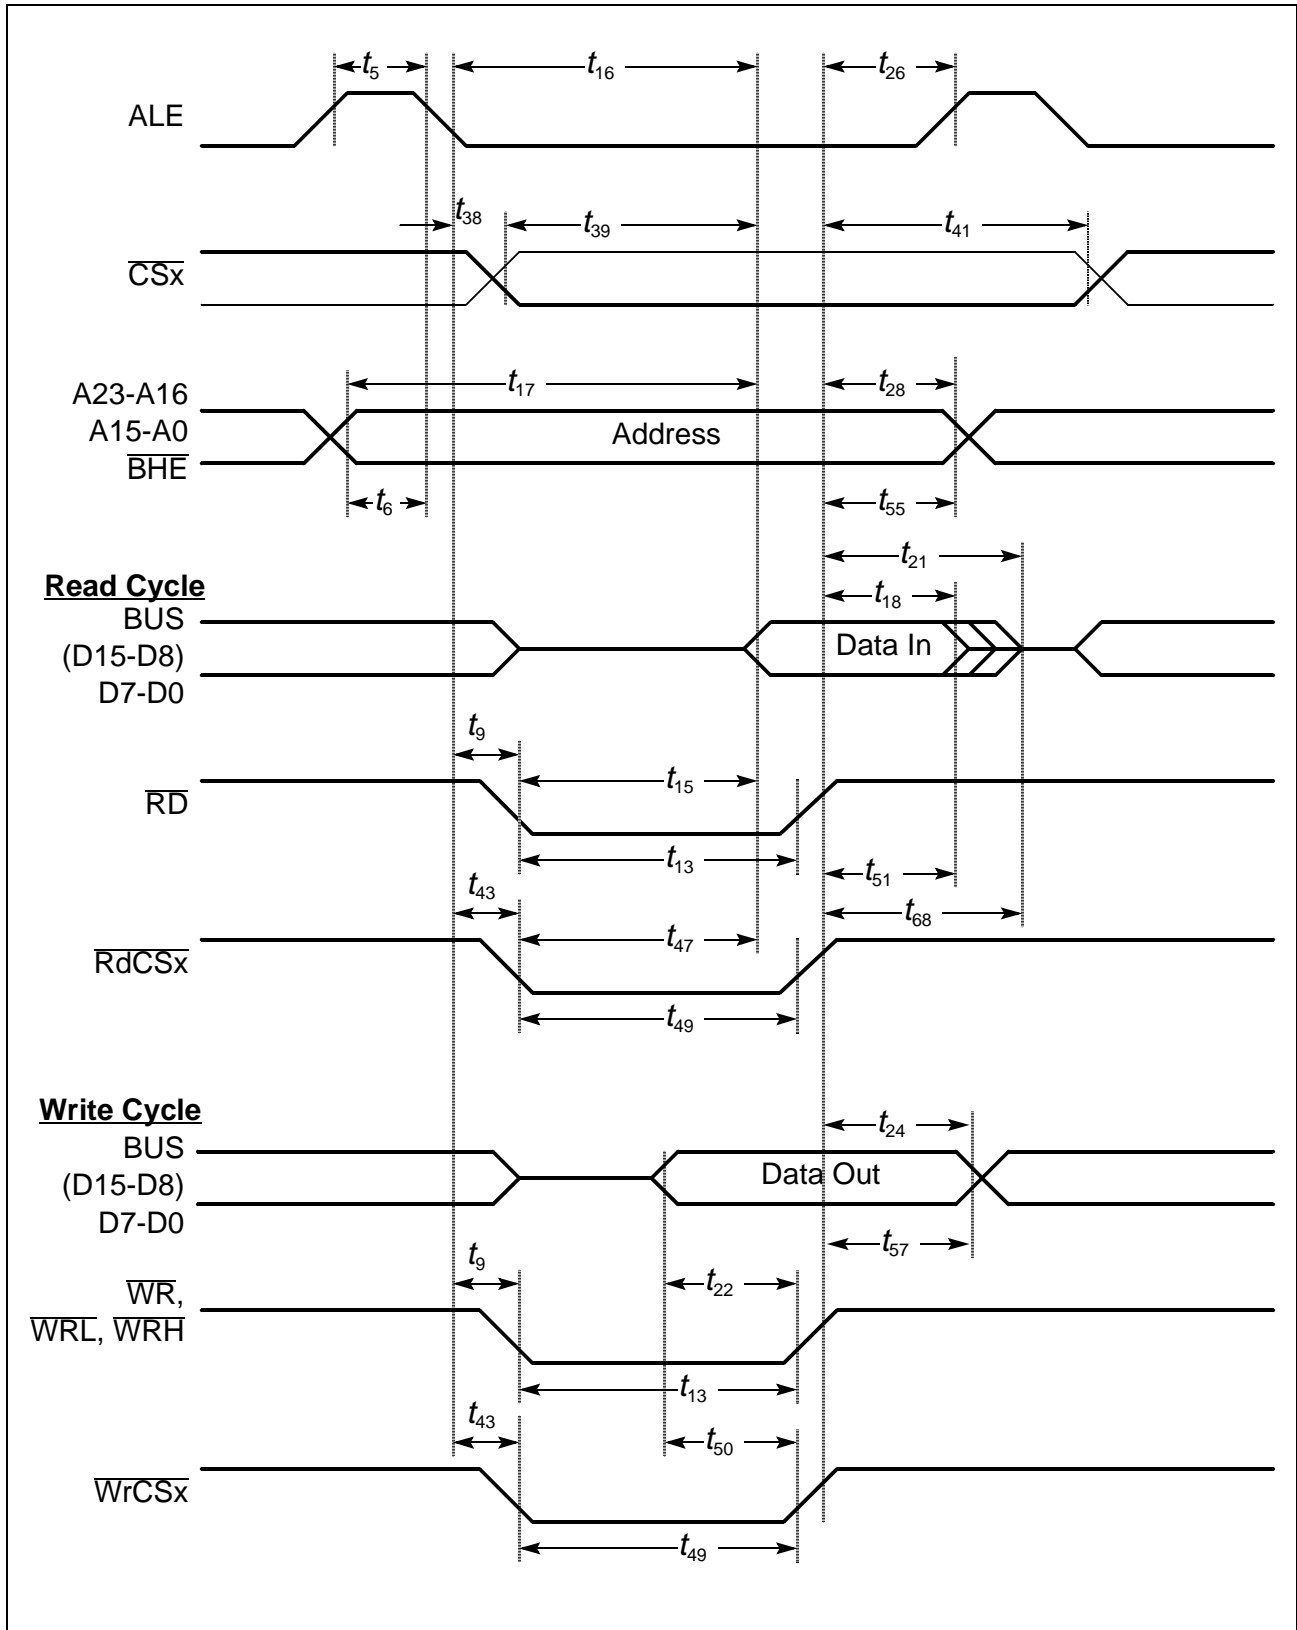 t5
t16
t26
ALE
t38
t39
t41
CSx
t17
t28
A23-A16
A15-A0
Address
BHE
t6
t55
t21
Read Cycle
t18
BUS
(D15-D8)
Data In
D7-D0
t9
t15
RD
t13
t51
t43
t68
t47
RdCSx
t49
Write Cycle
t24
BUS
(D15-D8)
Data Out
D7-D0
t57
t9
t22
WR,
WRL, WRH
t13
t43
t50
WrCSx
t49